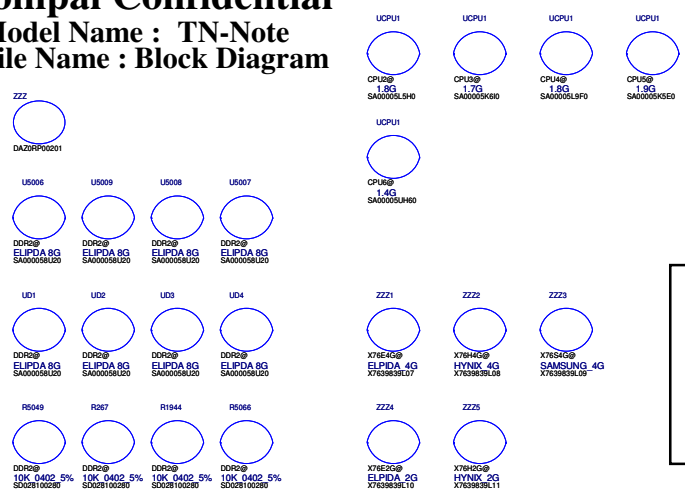 ompal Confidential
Model Name : TN-Note
ile Name : Block Diagram
UCPU1
CPU2@
1.8G
SA00005L5H0
UCPU1
CPU3@
1.7G
SA00005K6I0
UCPU1
CPU4@
1.8G
SA00005L9F0
UCPU1
CPU5@
1.9G
SA00005K5E0
ZZZ
DAZ0RP00201
UCPU1
CPU6@
1.4G
SA00005UH60
U5006
DDR2@
ELIPDA 8G
SA000058U20
U5009
DDR2@
ELIPDA 8G
SA000058U20
U5008
DDR2@
ELIPDA 8G
SA000058U20
U5007
DDR2@
ELIPDA 8G
SA000058U20
UD1
DDR2@
ELIPDA 8G
SA000058U20
UD2
DDR2@
ELIPDA 8G
SA000058U20
UD3
DDR2@
ELIPDA 8G
SA000058U20
UD4
DDR2@
ELIPDA 8G
SA000058U20
ZZZ1
X76E4G@
ELPIDA_4G
X7639839L07
ZZZ2
X76H4G@
HYNIX_4G
X7639839L08
ZZZ3
X76S4G@
SAMSUNG_4G
X7639839L09
R5049
DDR2@
10K_0402_5%
SD028100280
R267
DDR2@
10K_0402_5%
SD028100280
R1944
DDR2@
10K_0402_5%
SD028100280
R5066
DDR2@
10K_0402_5%
SD028100280
ZZZ4
X76E2G@
ELPIDA_2G
X7639839L10
ZZZ5
X76H2G@
HYNIX_2G
X7639839L11